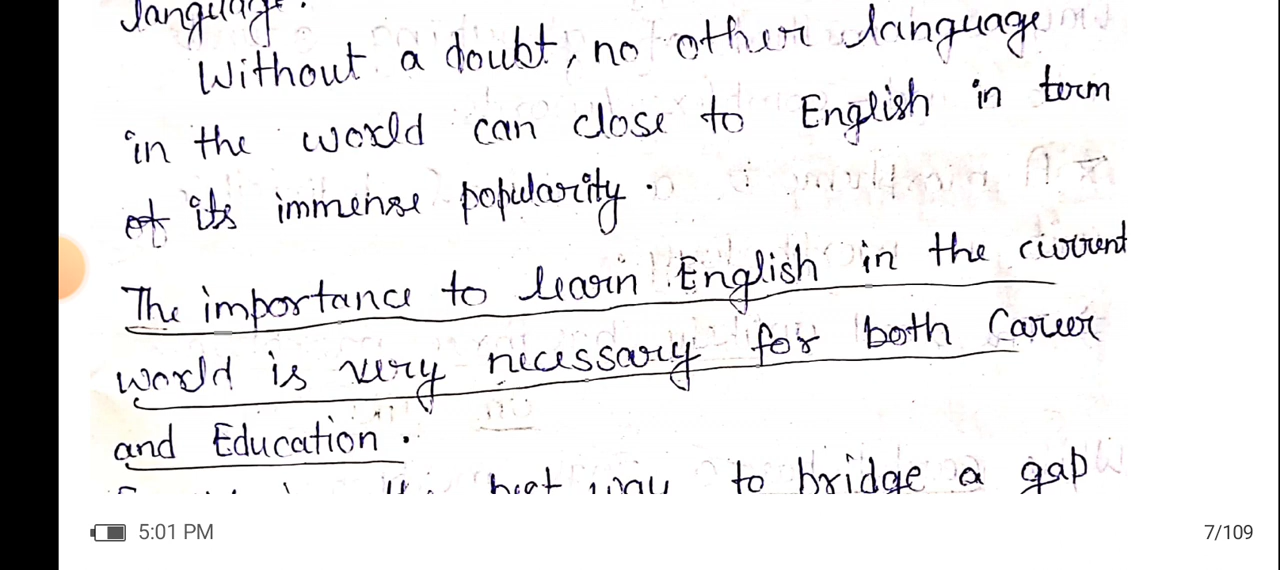 language.
Without a doubt, no other language
in the world can close to English in term
of its immense popularity.
The importance to learn English in the current
world is very necessary for both Career
and Education.
way to bridge a gap
5:01 PM
7/109